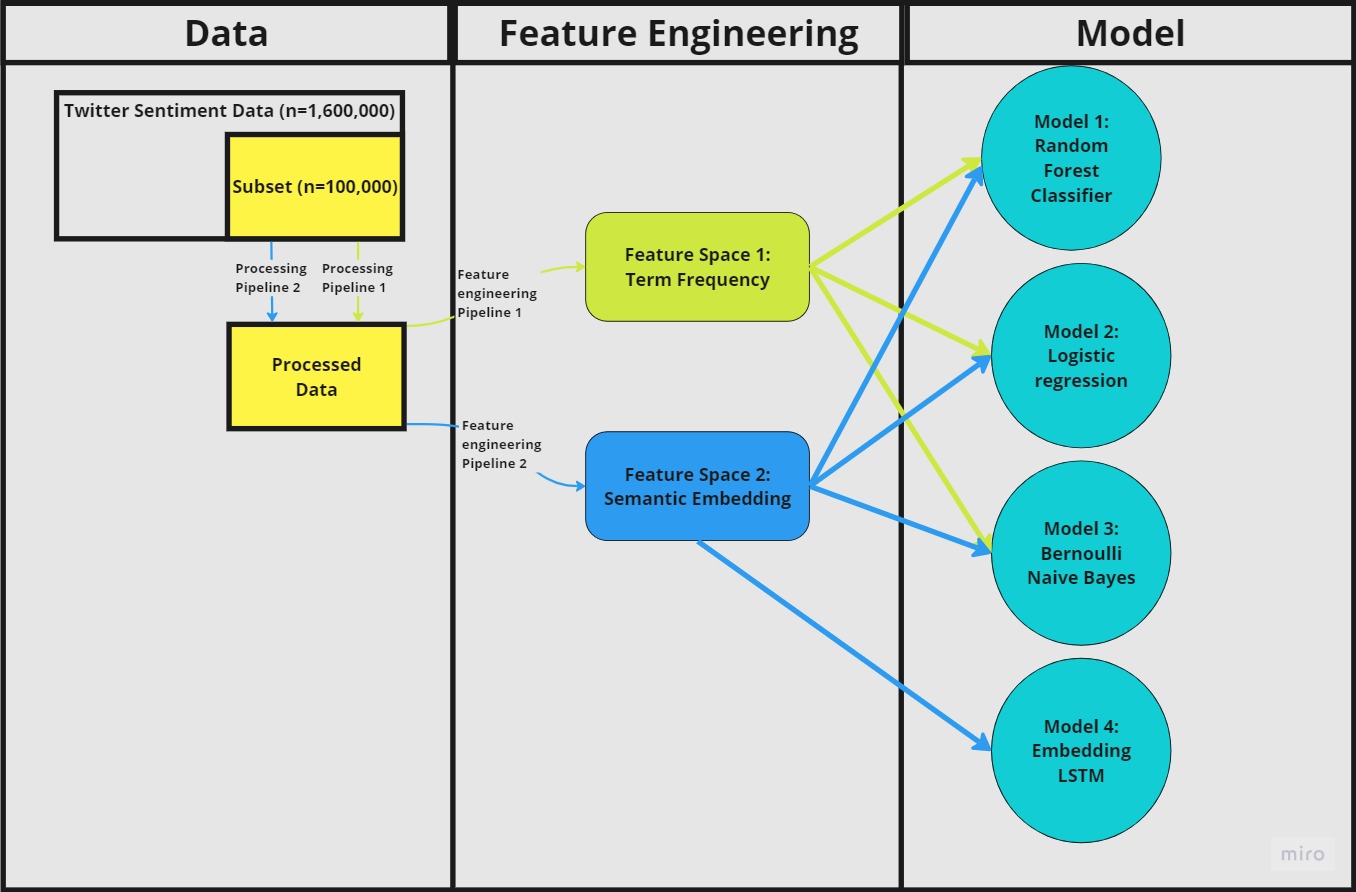 Data
Feature Engineering
Model
Twitter Sentiment Data (n=1,600,000)
Subset (n=100,000)
Processing
Pipeline 2
Processing
Pipeline 1
Processed
Data
Feature
engineering
Pipeline 1
Feature
engineering
Pipeline 2
Feature Space 1:
Term Frequency
Feature Space 2:
Semantic Embedding
Model 1:
Random
Forest
Classifier
Model 2:
Logistic
regression
Model 3:
Bernoulli
Naive Bayes
Model 4:
Embedding
LSTM
miro